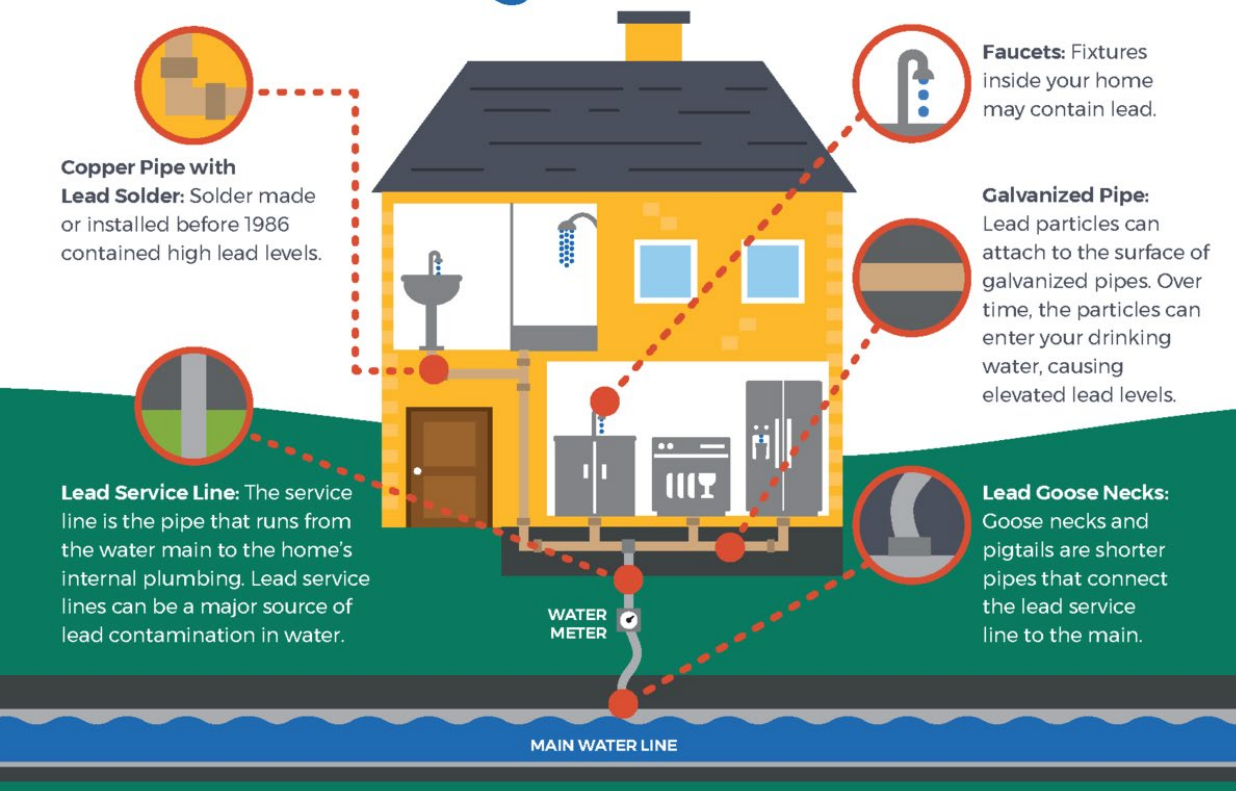 Copper Pipe with
Lead Solder: Solder made
or installed before 1986
contained high lead levels.
Lead Service Line: The service
line is the pipe that runs from
the water main to the home's
internal plumbing. Lead service
lines can be a major source of
lead contamination in water.
Faucets: Fixtures
inside your home
may contain lead.
Galvanized Pipe:
Lead particles can
attach to the surface of
galvanized pipes. Over
time, the particles can
enter your drinking
water, causing
elevated lead levels.
Lead Goose Necks:
Goose necks and
pigtails are shorter
pipes that connect
the lead service
line to the main.
WATER
METER
MAIN WATER LINE